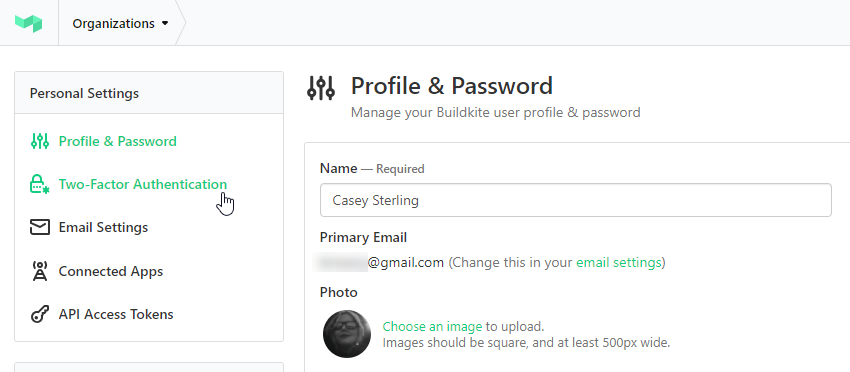 Organizations
Personal Settings
Profile & Password
Two-Factor Authentication
Email Settings
Connected Apps
API Access Tokens
Profile & Password
Manage your Buildkite user profile & password
Name — Required
Casey Sterling
Primary Email
@gmail.com (Change this in your email settings)
Photo
Choose an image to upload.
Images should be square, and at least 500px wide.